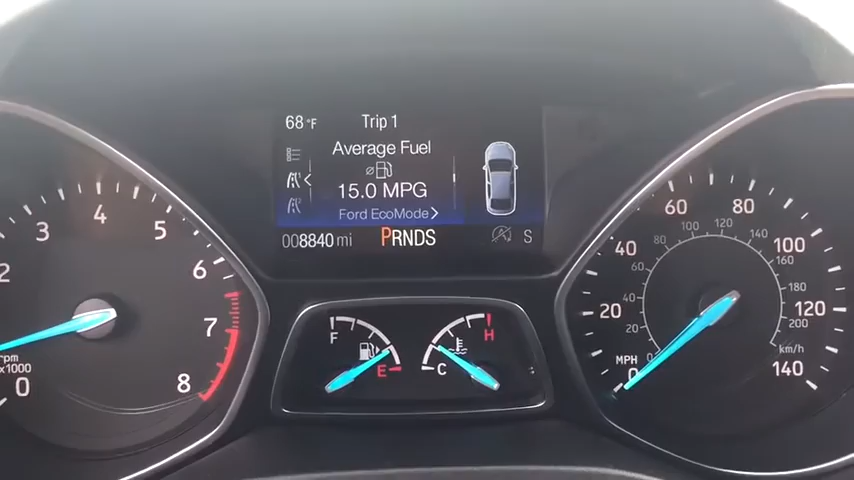 68°F Trip 1
Average Fuel
ø
15.0 MPG
Ford EcoMode
008840 mi PRNDS
(A) S
0 2 3 4 5 6 7 8
rpm
x1000
F E
C H
MPH
0 20 40 60 80 100 120 140
20 40 60 80 100 120 140 160 180 200
km/h